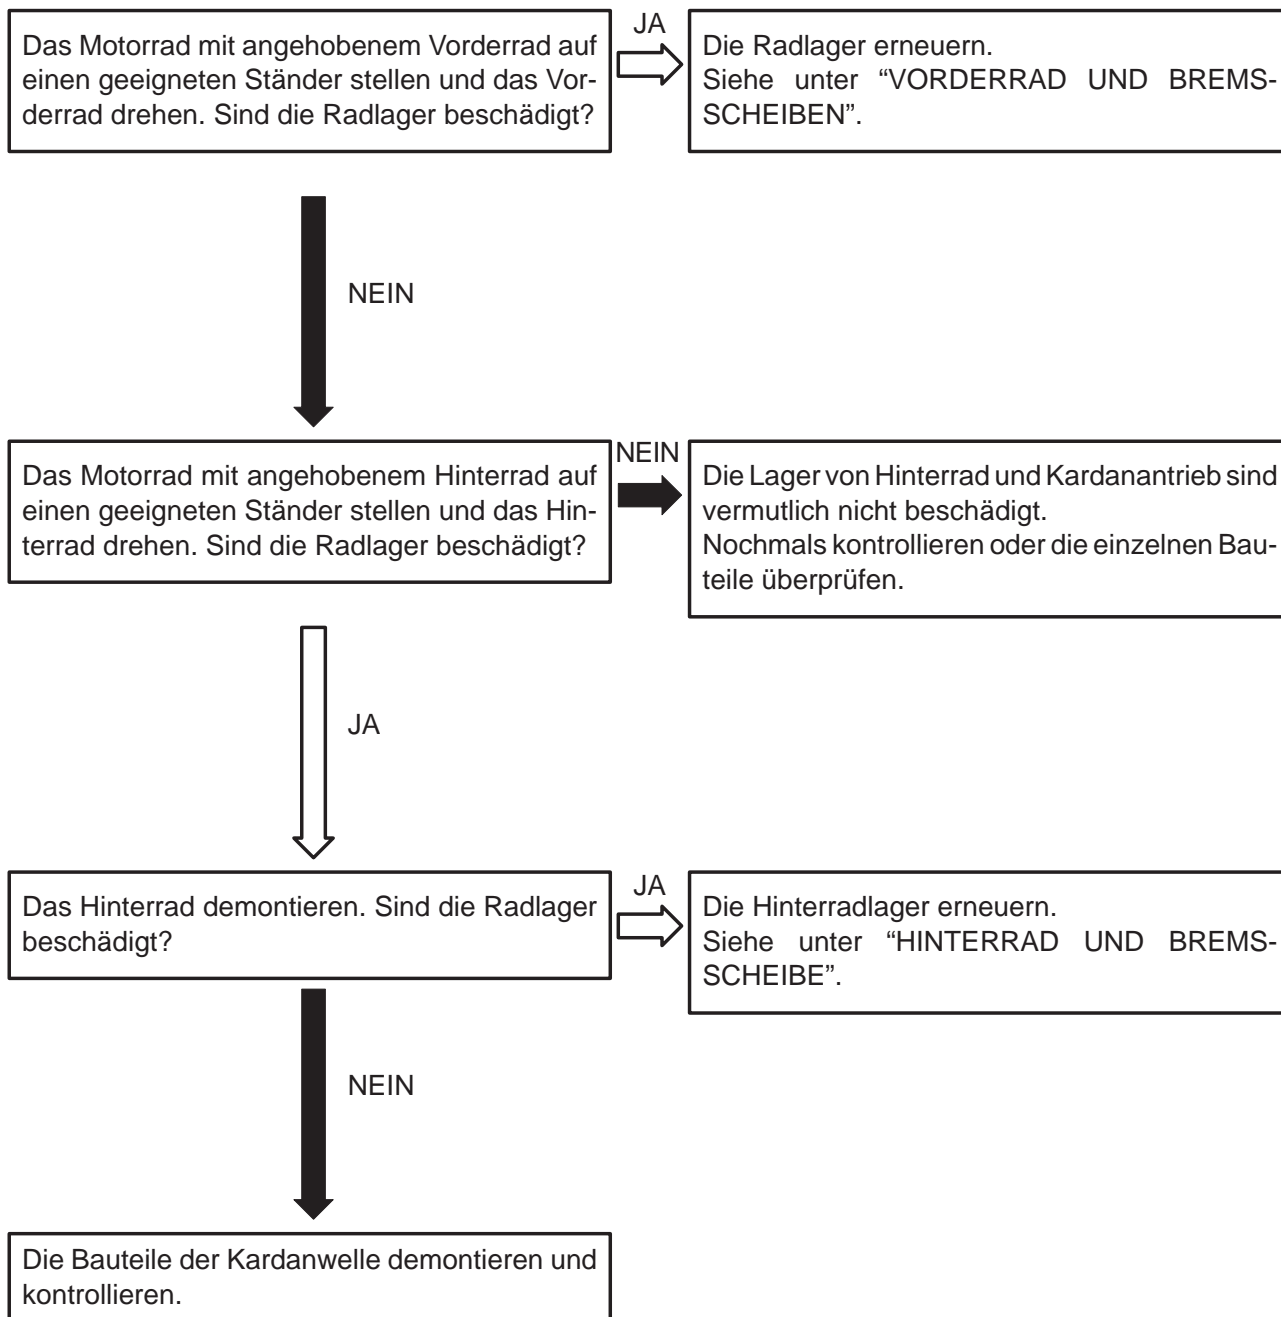 Das Motorrad mit angehobenem Vorderrad auf
einen geeigneten Ständer stellen und das Vor-
derrad drehen. Sind die Radlager beschädigt?
JA
Die Radlager erneuern.
Siehe unter “VORDERRAD UND BREMS-
SCHEIBEN”.
NEIN
Das Motorrad mit angehobenem Hinterrad auf
einen geeigneten Ständer stellen und das Hin-
terrad drehen. Sind die Radlager beschädigt?
NEIN
Die Lager von Hinterrad und Kardanantrieb sind
vermutlich nicht beschädigt.
Nochmals kontrollieren oder die einzelnen Bau-
teile überprüfen.
JA
Das Hinterrad demontieren. Sind die Radlager
beschädigt?
JA
Die Hinterradlager erneuern.
Siehe unter “HINTERRAD UND BREMS-
SCHEIBE”.
NEIN
Die Bauteile der Kardanwelle demontieren und
kontrollieren.